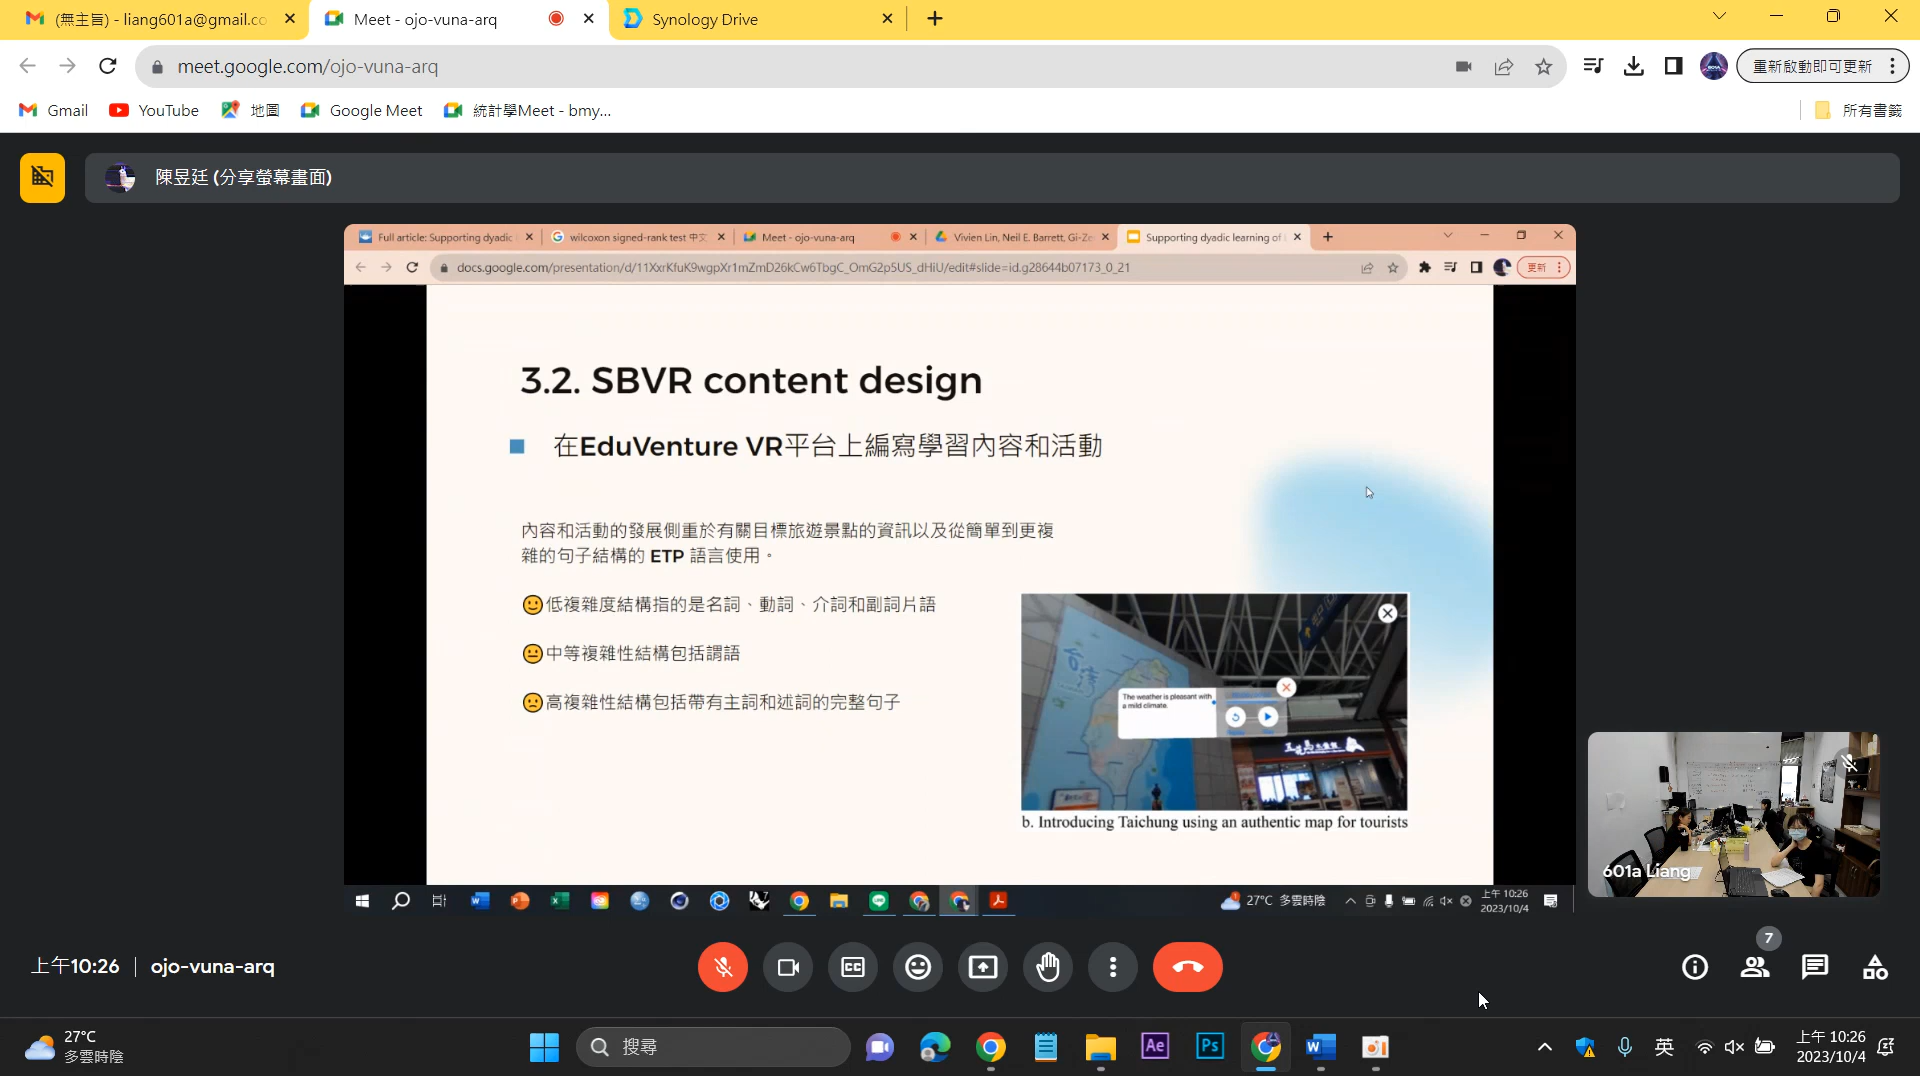 (無主旨) - liang601a@gmail.co
Meet - ojo-vuna-arq
Synology Drive
meet.google.com/ojo-vuna-arq
重新啟動即可更新
Gmail
YouTube
地圖
Google Meet
統計學Meet - bmy...
所有書籤
陳昱廷 (分享螢幕畫面)
Full article: Supporting dyadic
wilcoxon signed-rank test 中文
Meet - ojo-vuna-arq
Vivien Lin, Neil E. Barrett, Gi-Ze
Supporting dyadic learning of
docs.google.com/presentation/d/11XxrKfuK9wgpXr1mZmD26kCw6TbgC_OmG2p5US_dHiU/edit#slide=id.g28644b07173_0_21
更新
3.2. SBVR content design
在EduVenture VR平台上編寫學習內容和活動
內容和活動的發展側重於有關目標旅遊景點的資訊以及從簡單到更複
雜的句子結構的 ETP 語言使用。
低複雜度結構指的是名詞、動詞、介詞和副詞片語
中等複雜性結構包括謂語
高複雜性結構包括帶有主詞和述詞的完整句子
台灣
The weather is pleasant with
a mild climate.
b. Introducing Taichung using an authentic map for tourists
601a Liang
27°C 多雲時陰
上午 10:26
2023/10/4
上午10:26
ojo-vuna-arq
7
27°C
多雲時陰
搜尋
Ae
Ps
英
上午 10:26
2023/10/4